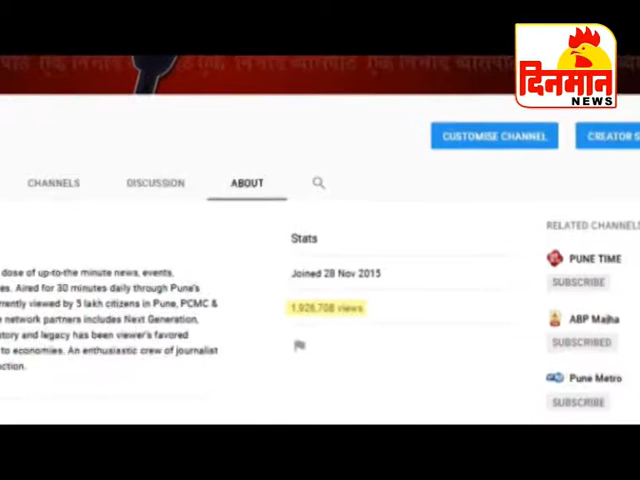 दिनमान
NEWS
CUSTOMISE CHANNEL
CREATOR S
CHANNELS
DISCUSSION
ABOUT
RELATED CHANNELS
Stats
PUNE TIME
dose of up-to-the minute news, events,
Joined 28 Nov 2015
SUBSCRIBE
es. Aired for 30 minutes daily through Pune's
rrently viewed by 5 lakh citizens in Pune, PCMC &
1,926,708 views
e network partners includes Next Generation,
ABP Majha
tory and legacy has been viewer's favored
SUBSCRIBED
to economies. An enthusiastic crew of journalist
ction.
Pune Metro
SUBSCRIBE